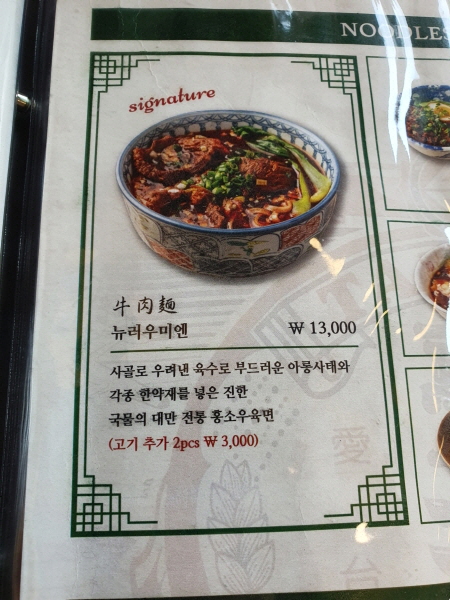 NOODLES
signature
牛肉麵
뉴러우미엔 ₩ 13,000
사골로 우려낸 육수로 부드러운 아롱사태와
각종 한약재를 넣은 진한
국물의 대만 전통 홍소우육면
(고기 추가 2pcs ₩ 3,000)
愛
台